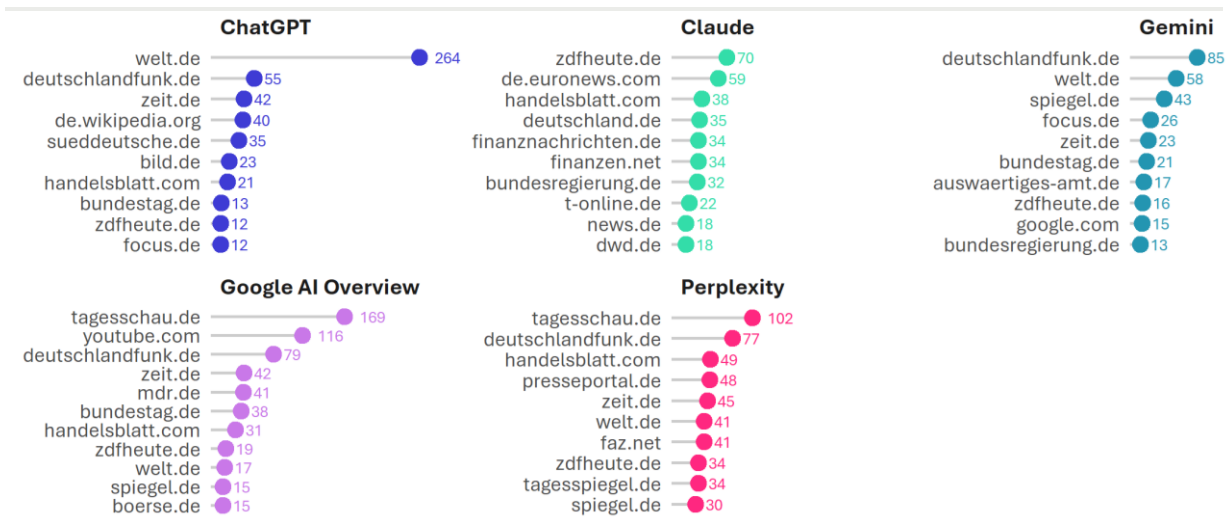 ChatGPT
welt.de 264
deutschlandfunk.de 55
zeit.de 42
de.wikipedia.org 40
sueddeutsche.de 35
bild.de 23
handelsblatt.com 21
bundestag.de 13
zdfheute.de 12
focus.de 12
Claude
zdfheute.de 70
de.euronews.com 59
handelsblatt.com 38
deutschland.de 35
finanznachrichten.de 34
finanzen.net 34
bundesregierung.de 32
t-online.de 22
news.de 18
dwd.de 18
Gemini
deutschlandfunk.de 85
welt.de 58
spiegel.de 43
focus.de 26
zeit.de 23
bundestag.de 21
auswaertiges-amt.de 17
zdfheute.de 16
google.com 15
bundesregierung.de 13
Google AI Overview
tagesschau.de 169
youtube.com 116
deutschlandfunk.de 79
zeit.de 42
mdr.de 41
bundestag.de 38
handelsblatt.com 31
zdfheute.de 19
welt.de 17
spiegel.de 15
boerse.de 15
Perplexity
tagesschau.de 102
deutschlandfunk.de 77
handelsblatt.com 49
presseportal.de 48
zeit.de 45
welt.de 41
faz.net 41
zdfheute.de 34
tagesspiegel.de 34
spiegel.de 30